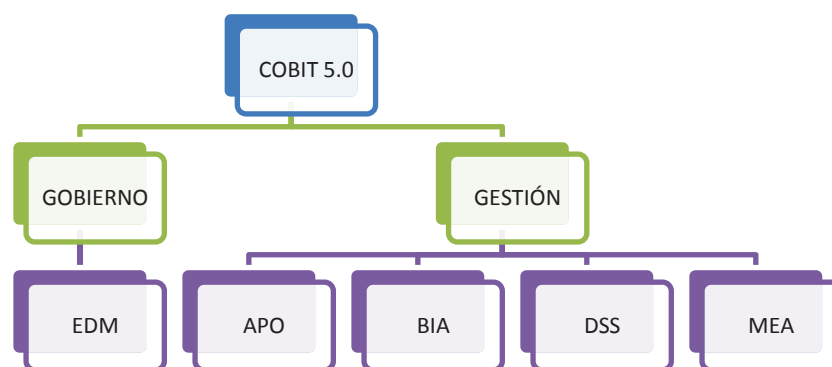 COBIT 5.0
GOBIERNO
GESTIÓN
EDM
APO
BIA
DSS
MEA